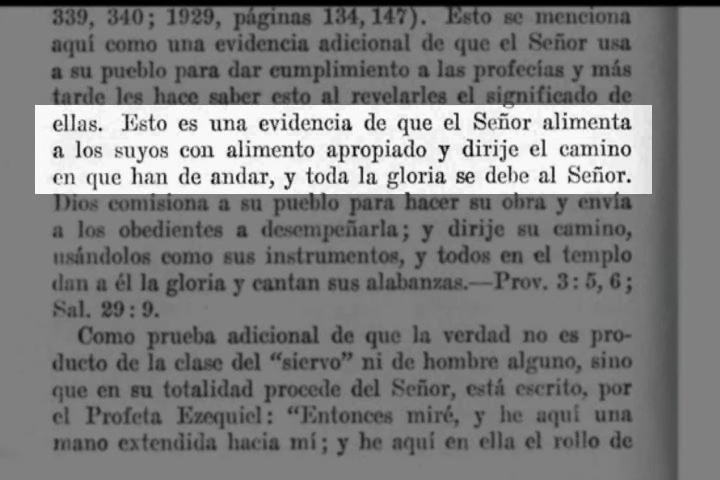 339, 340; 1929, páginas 134, 147). Esto se menciona
aquí como una evidencia adicional de que el Señor usa
a su pueblo para dar cumplimiento a las profecías y más
tarde les hace saber esto al revelarles el significado de
ellas. Esto es una evidencia de que el Señor alimenta
a los suyos con alimento apropiado y dirije el camino
en que han de andar, y toda la gloria se debe al Señor.
Dios comisiona a su pueblo para hacer su obra y envía
a los obedientes a desempeñarla; y dirije su camino,
usándolos como sus instrumentos, y todos en el templo
dan a él la gloria y cantan sus alabanzas.—Prov. 3:5, 6;
Sal. 29:9.
Como prueba adicional de que la verdad no es pro-
ducto de la clase del “siervo” ni de hombre alguno, sino
que en su totalidad procede del Señor, está escrito, por
el Profeta Ezequiel: “Entonces miré, y he aquí una
mano extendida hacia mí; y he aquí en ella el rollo de